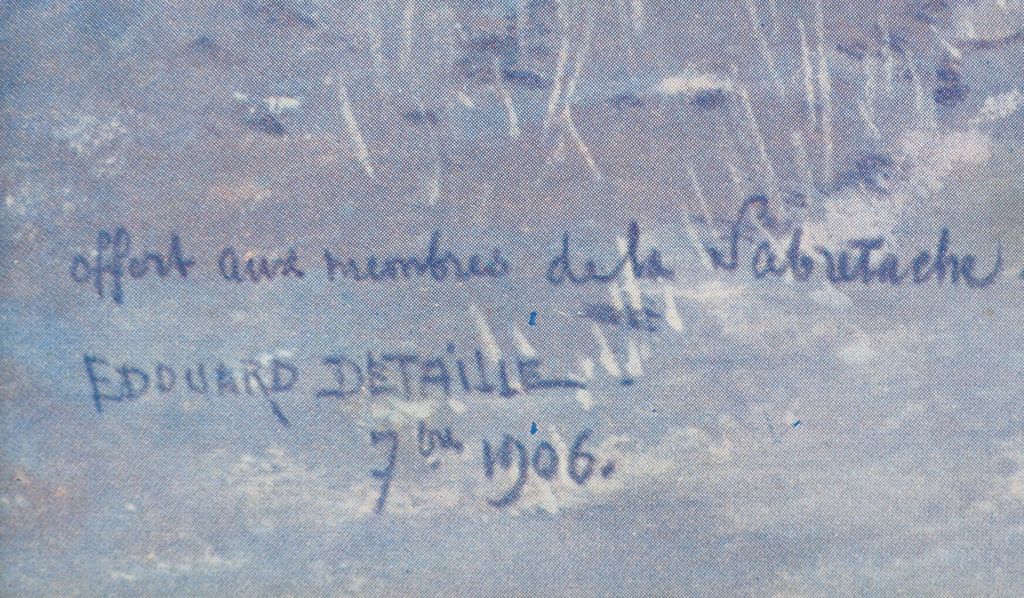 offert aux membres de la Sabretache.
EDOUARD DETAILLE
7bre 1906.